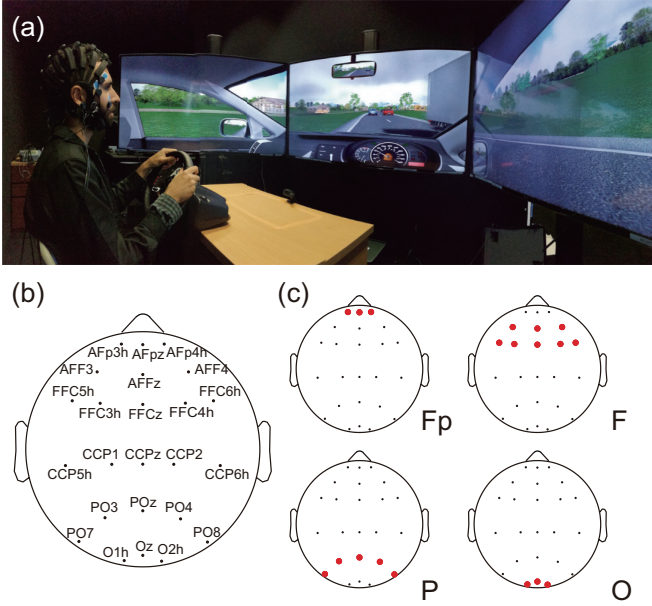 (a)
(b)
AFp3h AFpz AFp4h
AFF3 AFFz AFF4
FFC5h FFC6h
FFC3h FFCz FFC4h
CCP1 CCPz CCP2
CCP5h CCP6h
PO3 POz PO4
PO7 PO8
O1h Oz O2h
(c)
Fp
F
P
O